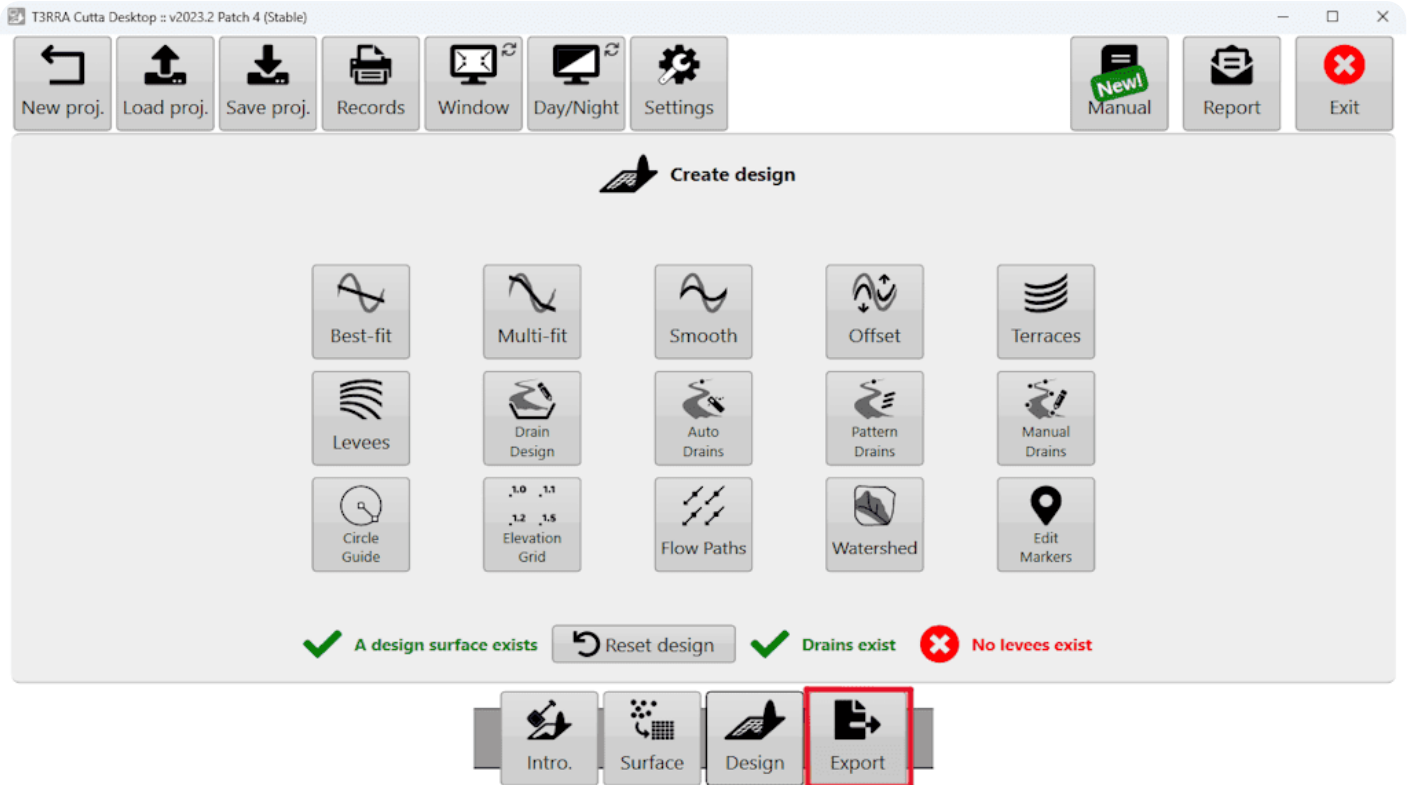 T3RRA Cutta Desktop :: v2023.2 Patch 4 (Stable)
New proj.
Load proj.
Save proj.
Records
Window
Day/Night
Settings
New!
Manual
Report
Exit
Create design
Best-fit
Multi-fit
Smooth
Offset
Terraces
Levees
Drain
Design
Auto
Drains
Pattern
Drains
Manual
Drains
Circle
Guide
.1.0 .1.1
.1.2 .1.5
Elevation
Grid
Flow Paths
Watershed
Edit
Markers
A design surface exists
Reset design
Drains exist
No levees exist
Intro.
Surface
Design
Export